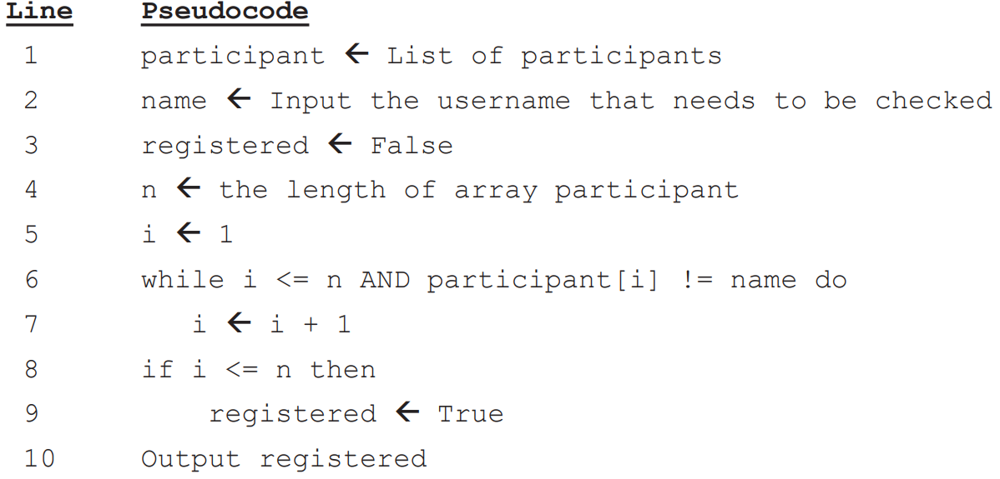 Line Pseudocode
1 participant ← List of participants
2 name ← Input the username that needs to be checked
3 registered ← False
4 n ← the length of array participant
5 i ← 1
6 while i <= n AND participant[i] != name do
7 i ← i + 1
8 if i <= n then
9 registered ← True
10 Output registered